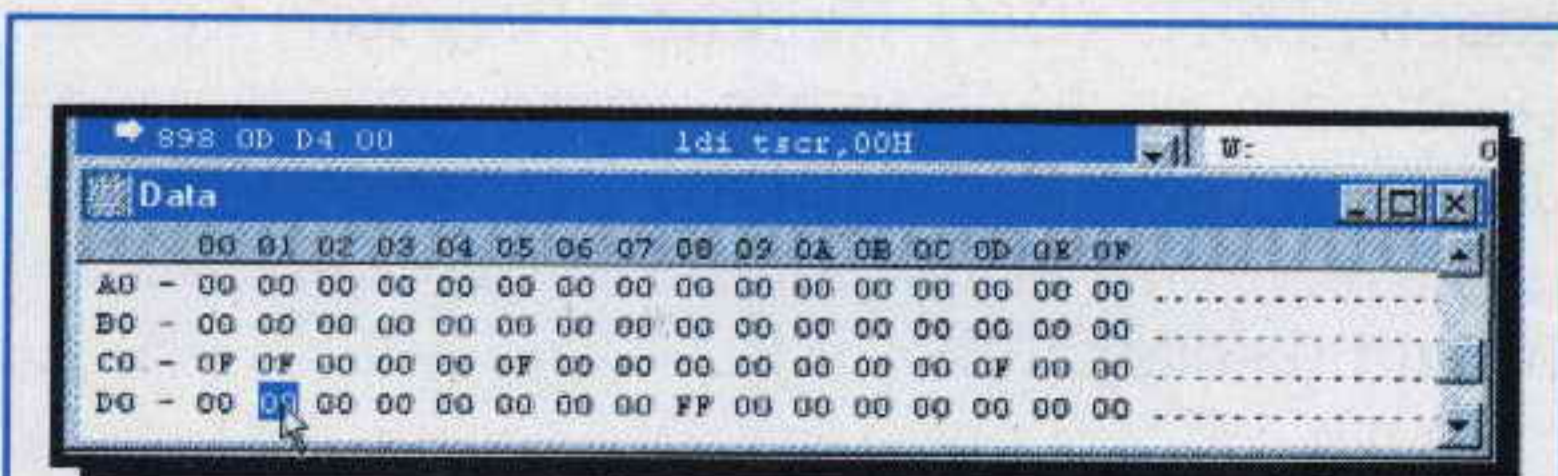 898 0D D4 00 ldi tscr,00H W: 0
Data
00 01 02 03 04 05 06 07 08 09 0A 0B 0C 0D 0E 0F
A0 - 00 00 00 00 00 00 00 00 00 00 00 00 00 00 00 00 ................
B0 - 00 00 00 00 00 00 00 00 00 00 00 00 00 00 00 00 ................
C0 - 0F 0F 00 00 00 0F 00 00 00 00 00 00 00 0F 00 00 ................
D0 - 00 00 00 00 00 00 00 00 FF 00 00 00 00 00 00 00 ................